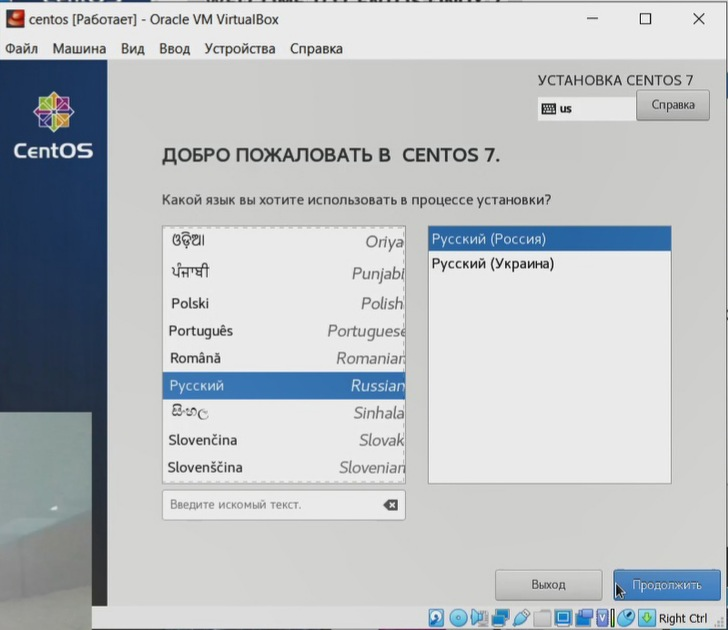 centos [Работает] - Oracle VM VirtualBox
Файл Машина Вид Ввод Устройства Справка
УСТАНОВКА CENTOS 7
us Справка
CentOS
ДОБРО ПОЖАЛОВАТЬ В CENTOS 7.
Какой язык вы хотите использовать в процессе установки?
ଓଡ଼ିଆ Oriya
ਪੰਜਾਬੀ Punjabi
Polski Polish
Português Portuguese
Română Romanian
Русский Russian
සිංහල Sinhala
Slovenčina Slovak
Slovenščina Slovenian
Русский (Россия)
Русский (Украина)
Введите искомый текст.
Выход Продолжить
Right Ctrl